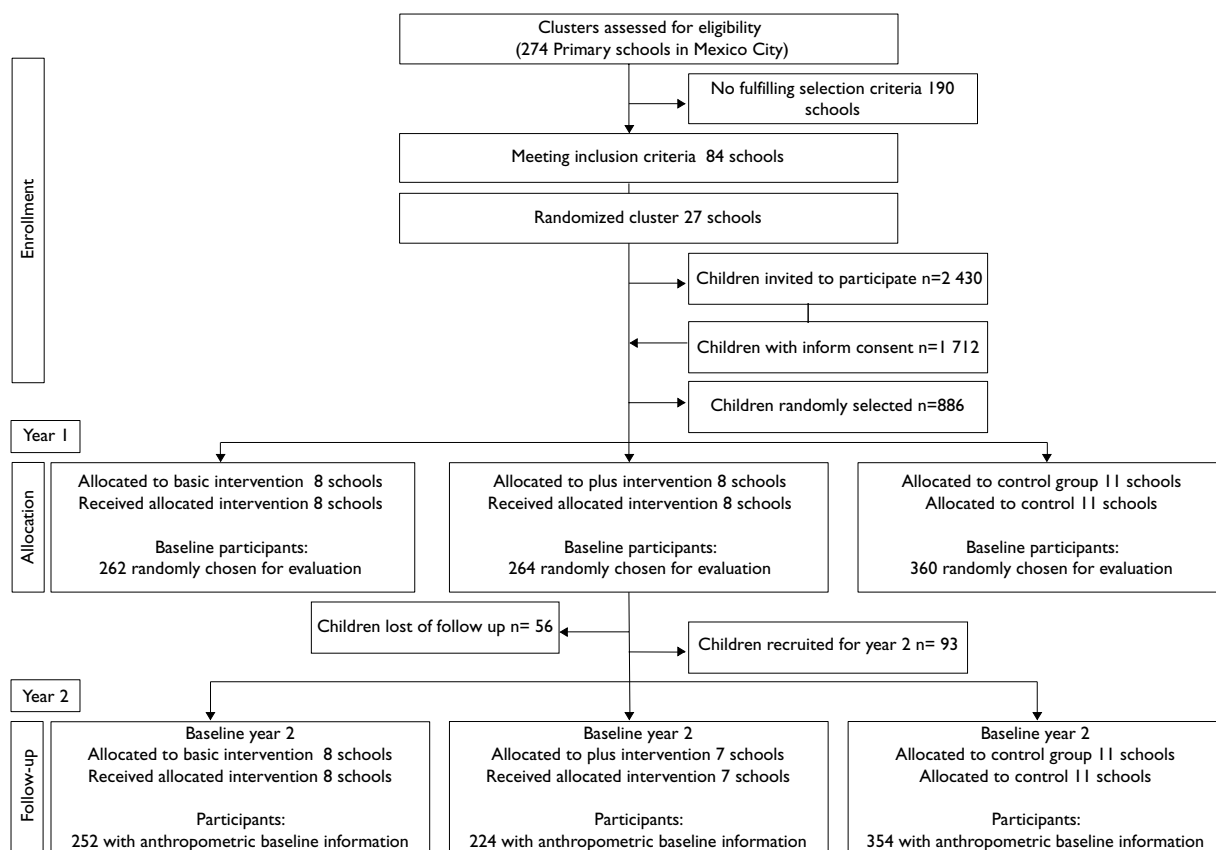 Clusters assessed for eligibility
(274 Primary schools in Mexico City)
No fulfilling selection criteria 190
schools
Meeting inclusion criteria 84 schools
Randomized cluster 27 schools
Enrollment
Children invited to participate n=2 430
Children with inform consent n=1 712
Children randomly selected n=886
Year 1
Allocation
Allocated to basic intervention 8 schools
Received allocated intervention 8 schools
Baseline participants:
262 randomly chosen for evaluation
Allocated to plus intervention 8 schools
Received allocated intervention 8 schools
Baseline participants:
264 randomly chosen for evaluation
Allocated to control group 11 schools
Allocated to control 11 schools
Baseline participants:
360 randomly chosen for evaluation
Children lost of follow up n= 56
Children recruited for year 2 n= 93
Year 2
Follow-up
Baseline year 2
Allocated to basic intervention 8 schools
Received allocated intervention 8 schools
Participants:
252 with anthropometric baseline information
Baseline year 2
Allocated to plus intervention 7 schools
Received allocated intervention 7 schools
Participants:
224 with anthropometric baseline information
Baseline year 2
Allocated to control group 11 schools
Allocated to control 11 schools
Participants:
354 with anthropometric baseline information